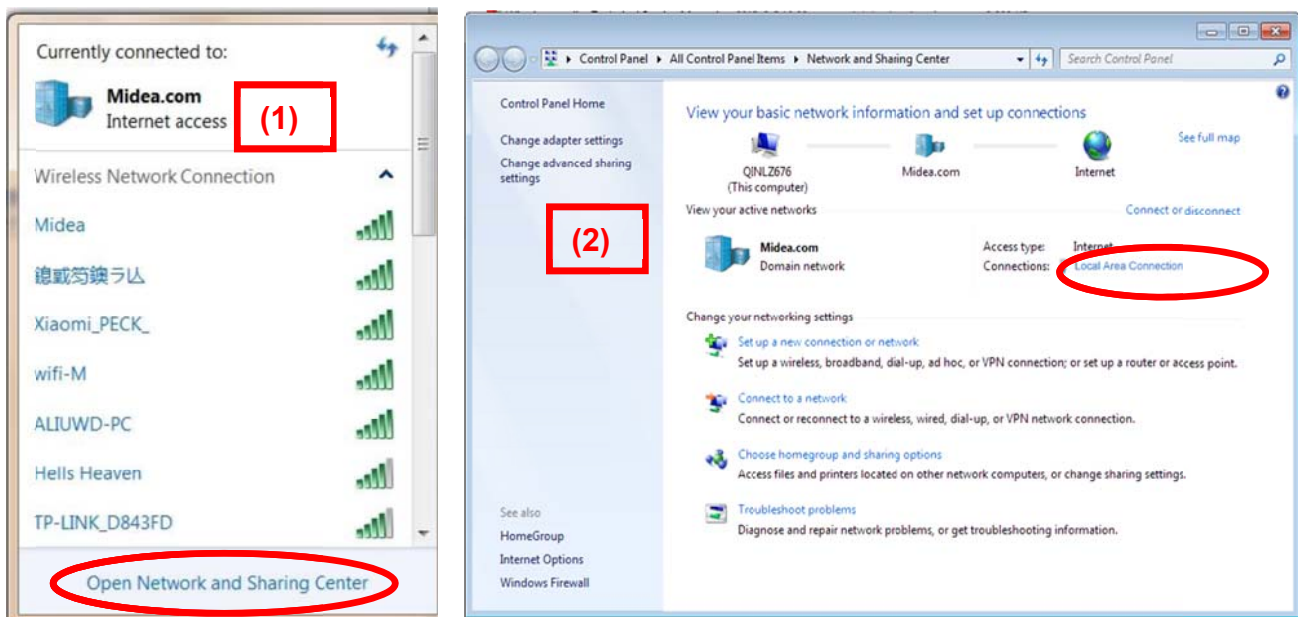 Currently connected to:
Midea.com
Internet access
(1)
Wireless Network Connection
Midea
Xiaomi_PECK_
wifi-M
ALIUWD-PC
Hells Heaven
TP-LINK_D843FD
Open Network and Sharing Center
Control Panel All Control Panel Items Network and Sharing Center
Search Control Panel
Control Panel Home
Change adapter settings
Change advanced sharing
settings
(2)
See also
HomeGroup
Internet Options
Windows Firewall
View your basic network information and set up connections
See full map
QINLZ676
(This computer)
Midea.com
Internet
View your active networks
Connect or disconnect
Midea.com
Domain network
Access type: Internet
Connections: Local Area Connection
Change your networking settings
Set up a new connection or network
Set up a wireless, broadband, dial-up, ad hoc, or VPN connection; or set up a router or access point.
Connect to a network
Connect or reconnect to a wireless, wired, dial-up, or VPN network connection.
Choose homegroup and sharing options
Access files and printers located on other network computers, or change sharing settings.
Troubleshoot problems
Diagnose and repair network problems, or get troubleshooting information.